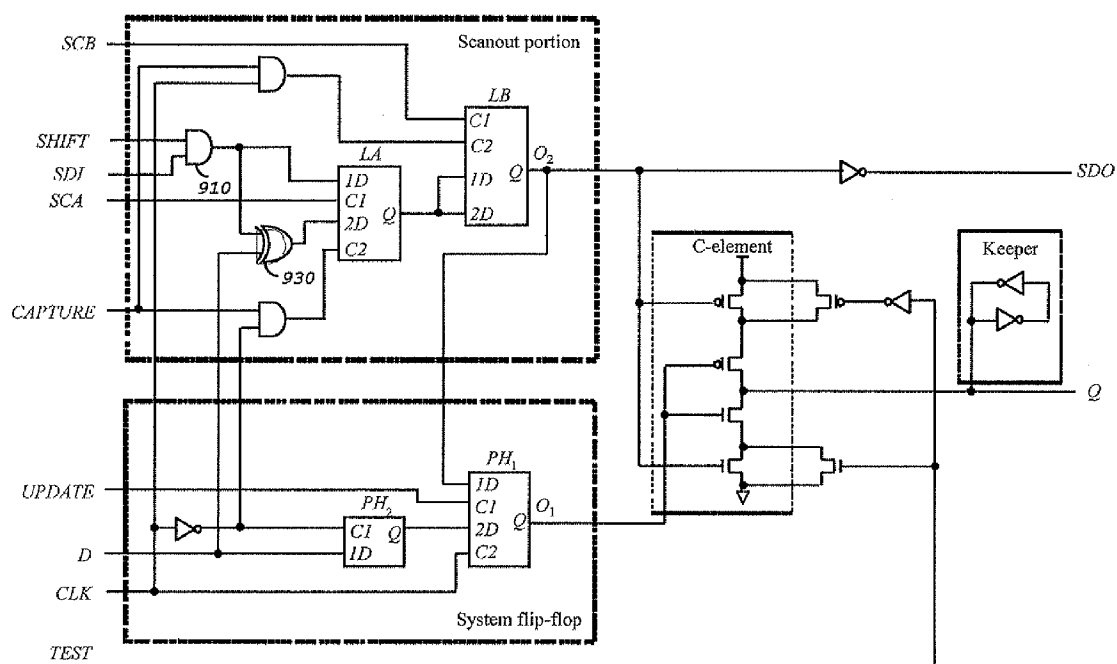 SCB
Scanout portion
LB
C1
C2
SHIFT
LA
O2
SDI
910
1D
1D
Q
SDO
SCA
C1
Q
2D
2D
C-element
Keeper
930
C2
CAPTURE
Q
PH1
1D
UPDATE
PH2
C1
O1
C1
Q
2D
Q
D
1D
C2
CLK
System flip-flop
TEST